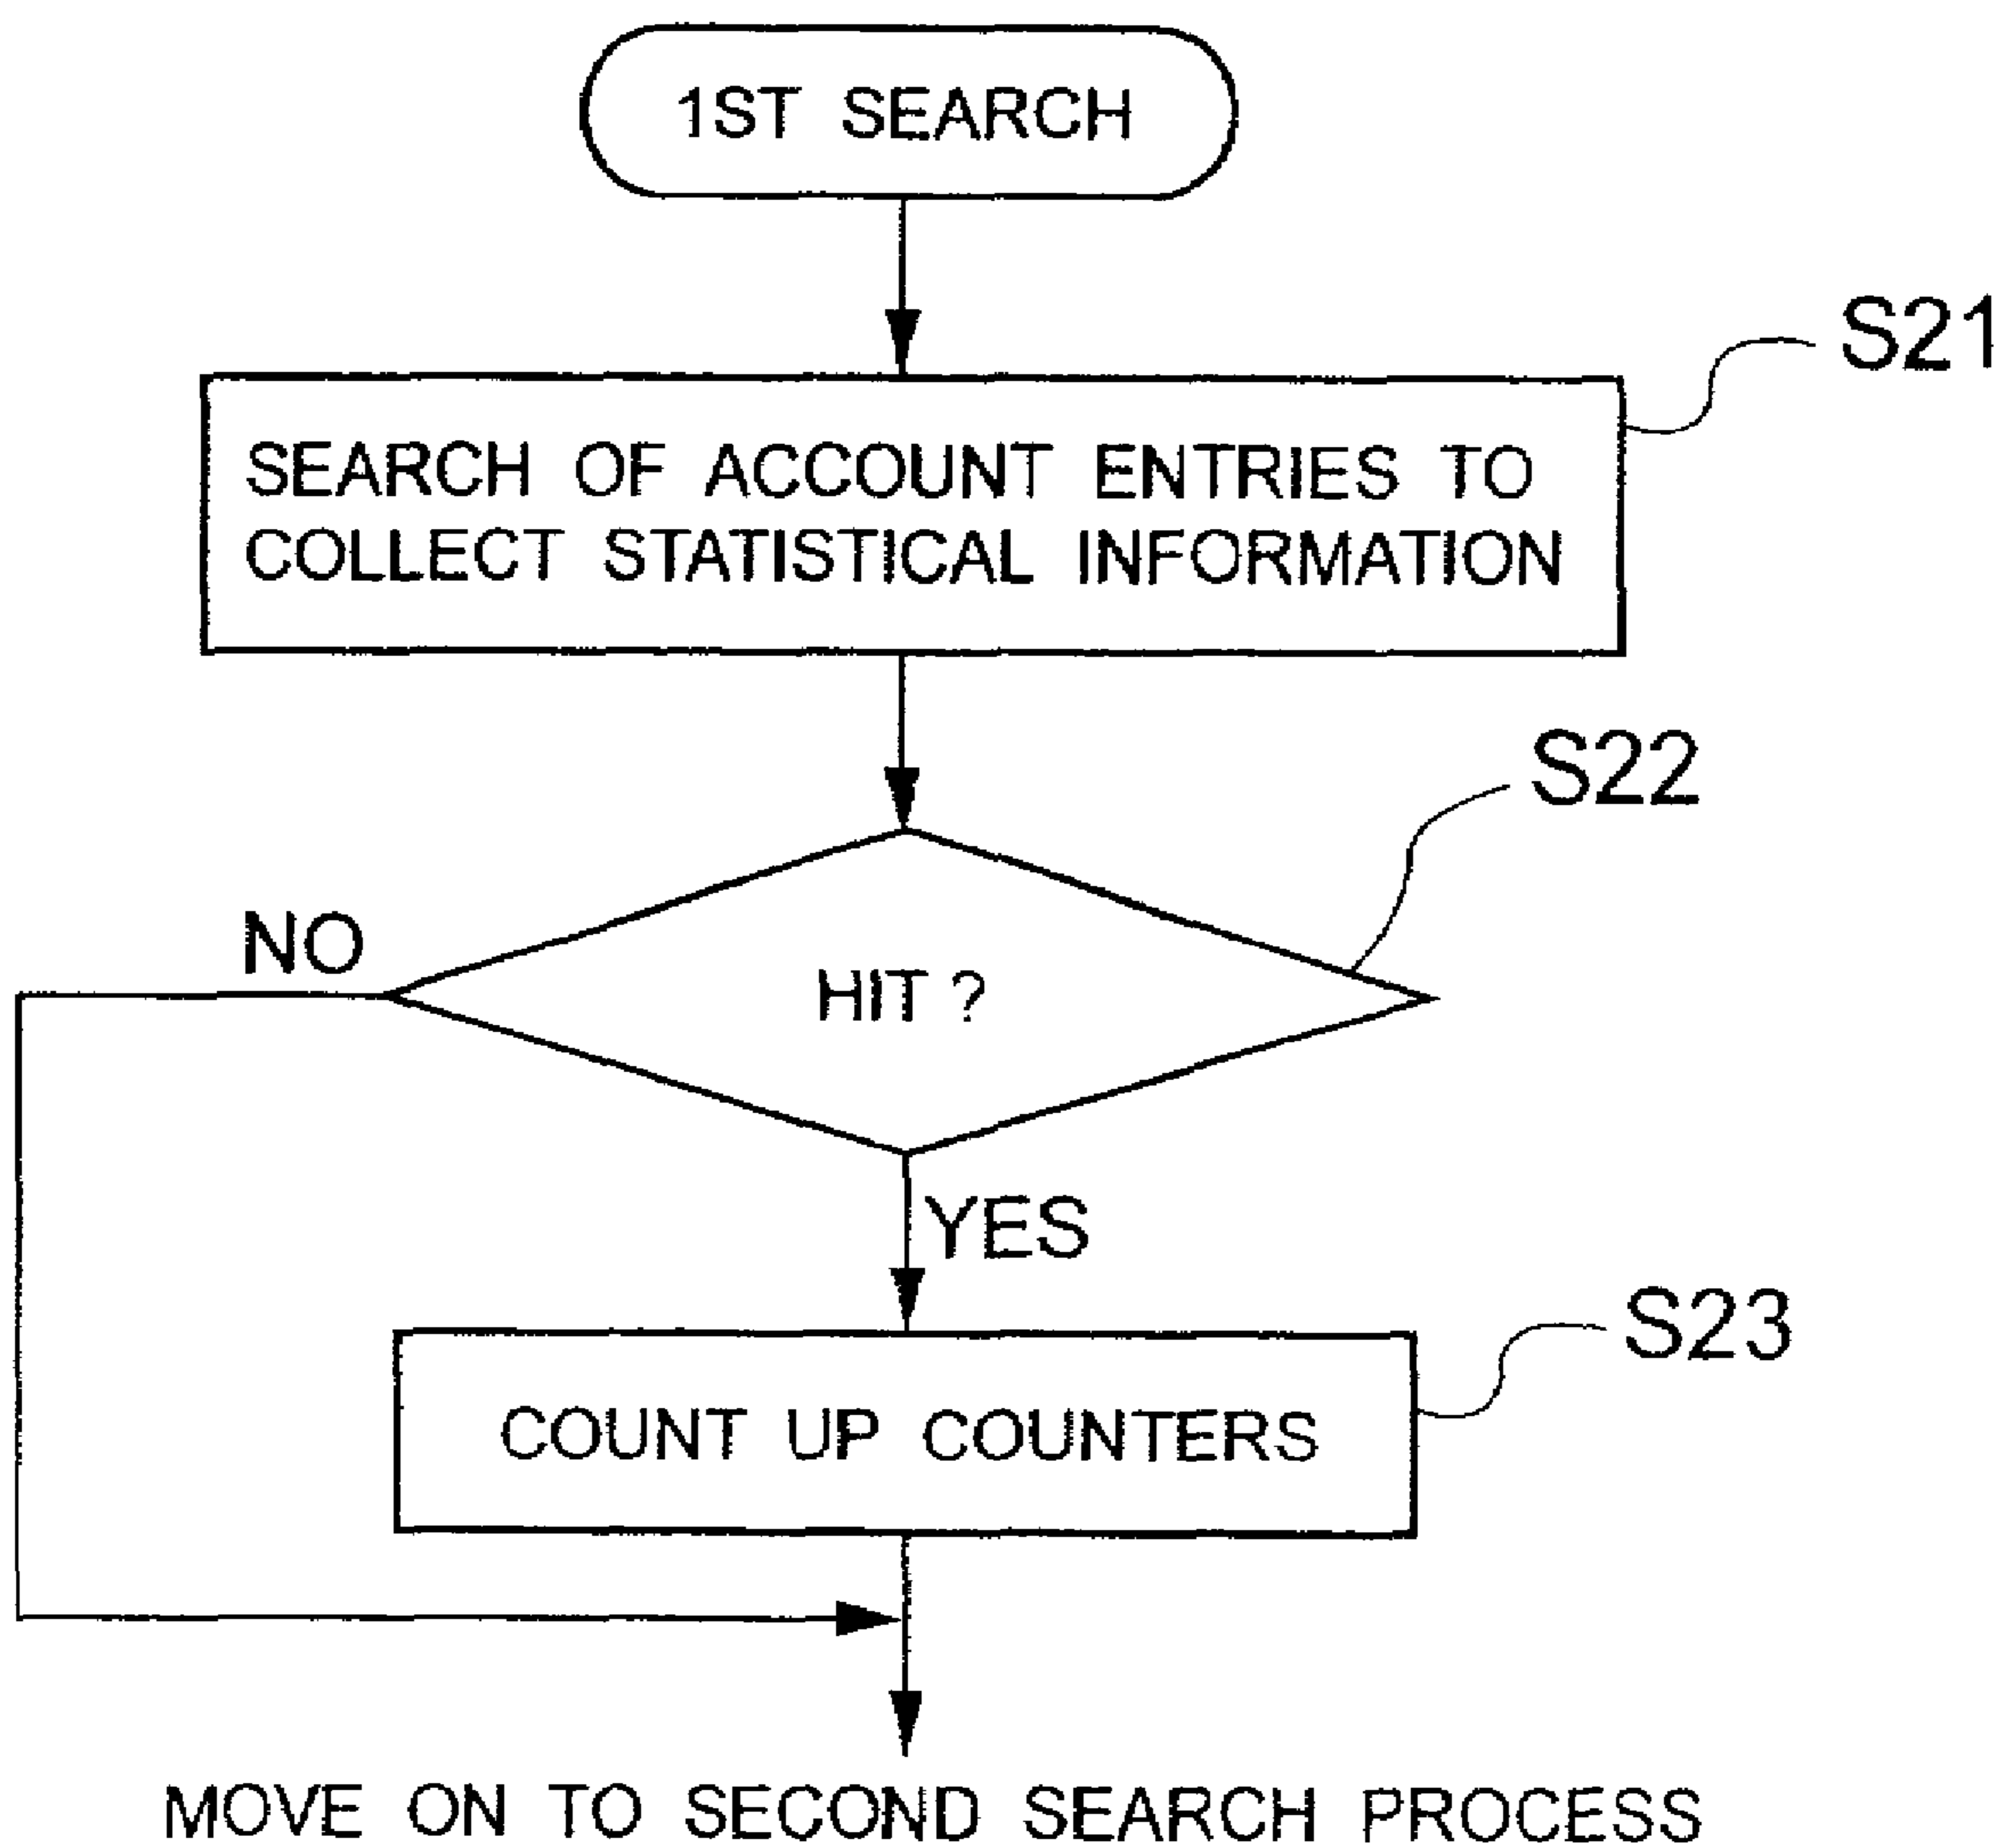 1ST SEARCH
S21
SEARCH OF ACCOUNT ENTRIES TO
COLLECT STATISTICAL INFORMATION
S22
NO
HIT ?
YES
S23
COUNT UP COUNTERS
MOVE ON TO SECOND SEARCH PROCESS